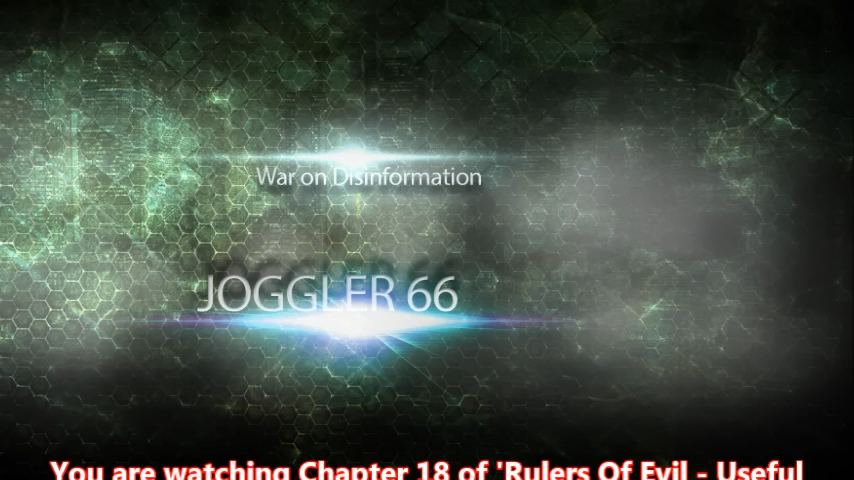 War on Disinformation
JOGGLER 66
You are watching Chapter 18 of 'Rulers Of Evil - Useful